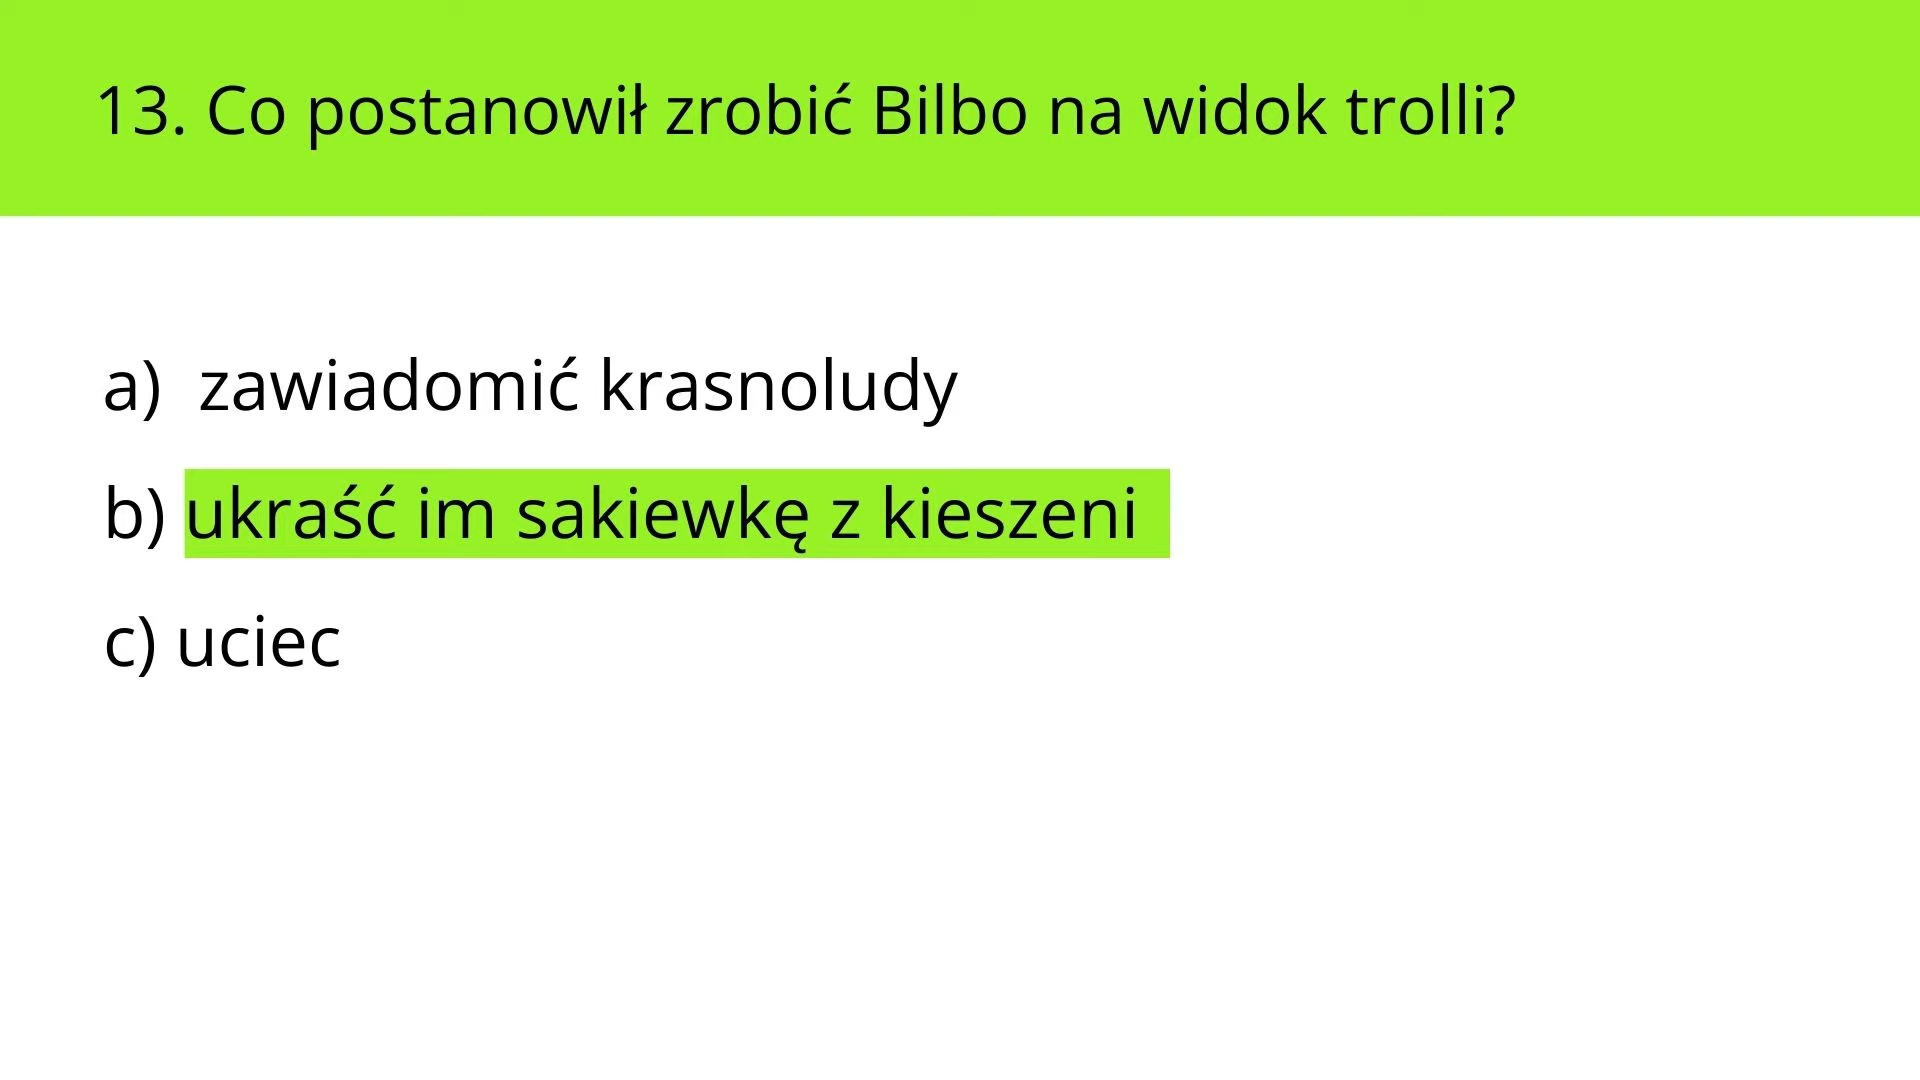 13. Co postanowił zrobić Bilbo na widok trolli?
a) zawiadomić krasnoludy
b) ukraść im sakiewkę z kieszeni
c) uciec